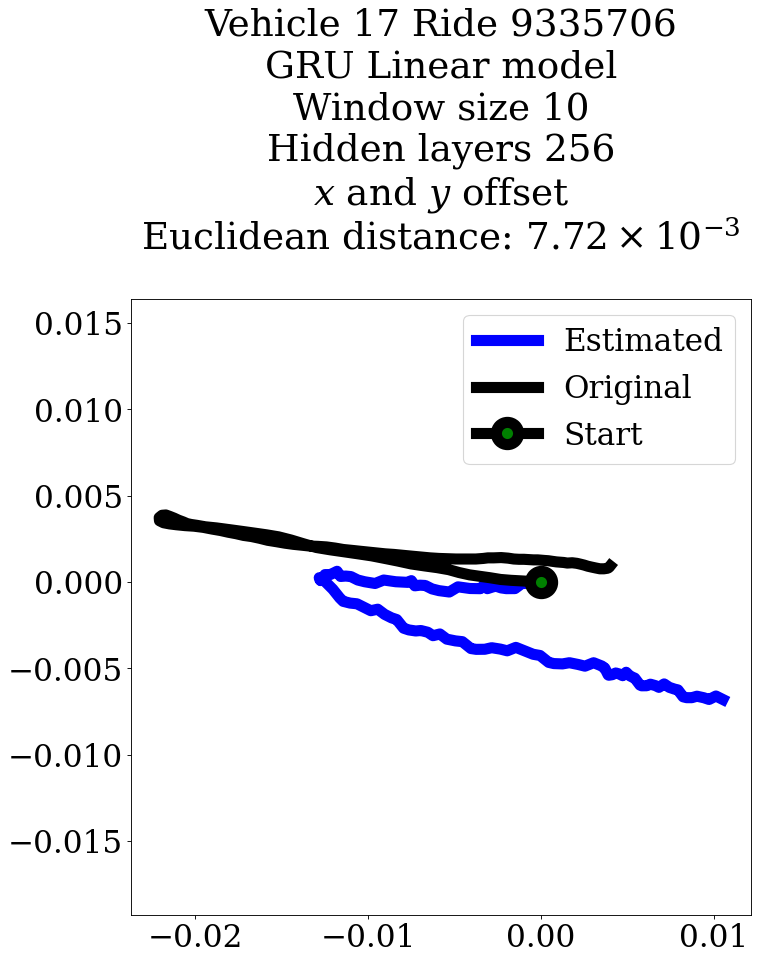 Vehicle 17 Ride 9335706
GRU Linear model
Window size 10
Hidden layers 256
x and y offset
Euclidean distance: 7.72 × 10⁻³
Estimated
Original
Start
0.015
0.010
0.005
0.000
−0.005
−0.010
−0.015
−0.02
−0.01
0.00
0.01